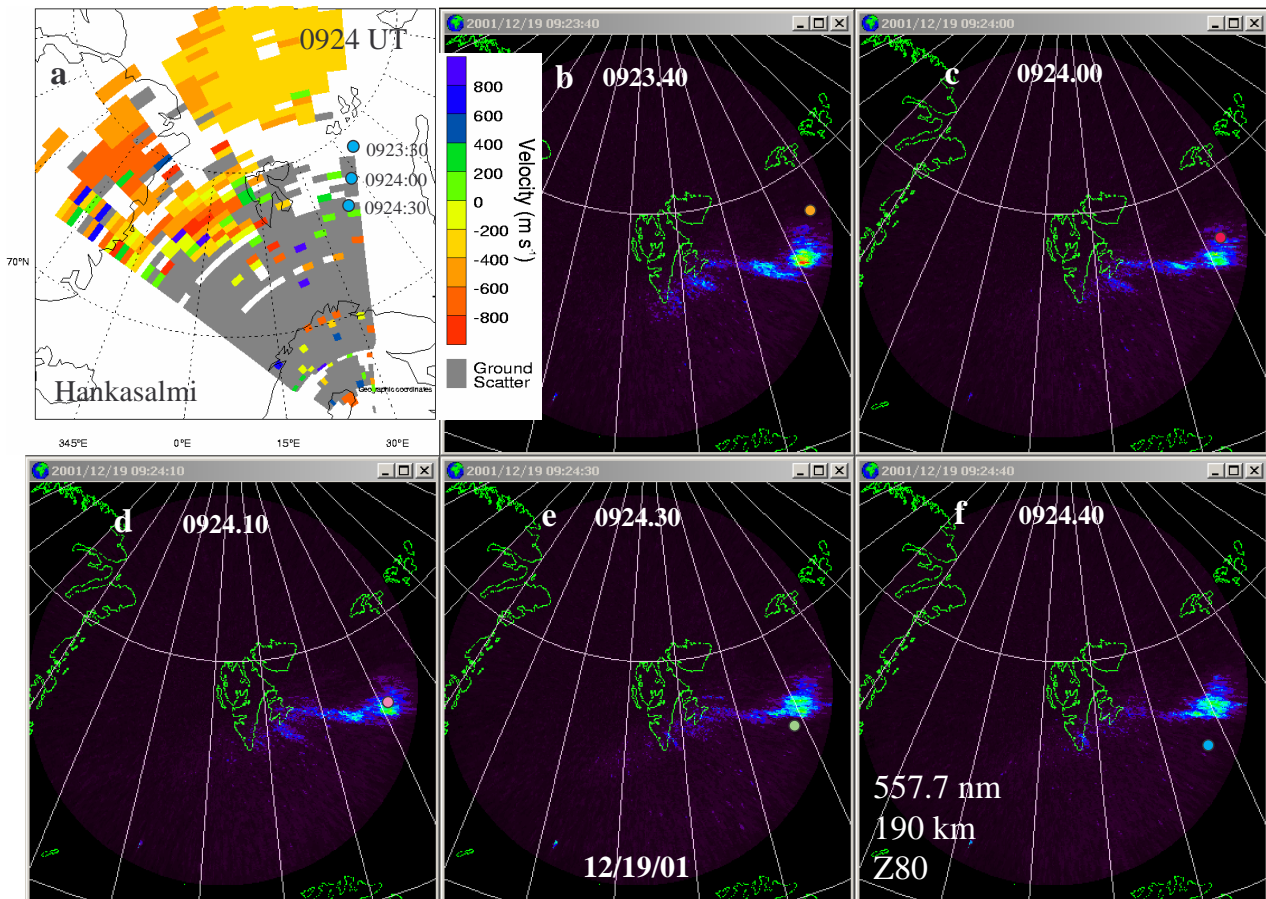 a
0924 UT
0923:30
0924:00
0924:30
70°N
Hankasalmi
Geographic coordinates
345°E
0°E
15°E
30°E
800
600
400
200
0
-200
-400
-600
-800
Velocity (m s⁻¹)
Ground
Scatter
2001/12/19 09:23:40
b
0923.40
2001/12/19 09:24:00
c
0924.00
2001/12/19 09:24:10
d
0924.10
2001/12/19 09:24:30
e
0924.30
12/19/01
2001/12/19 09:24:40
f
0924.40
557.7 nm
190 km
Z80